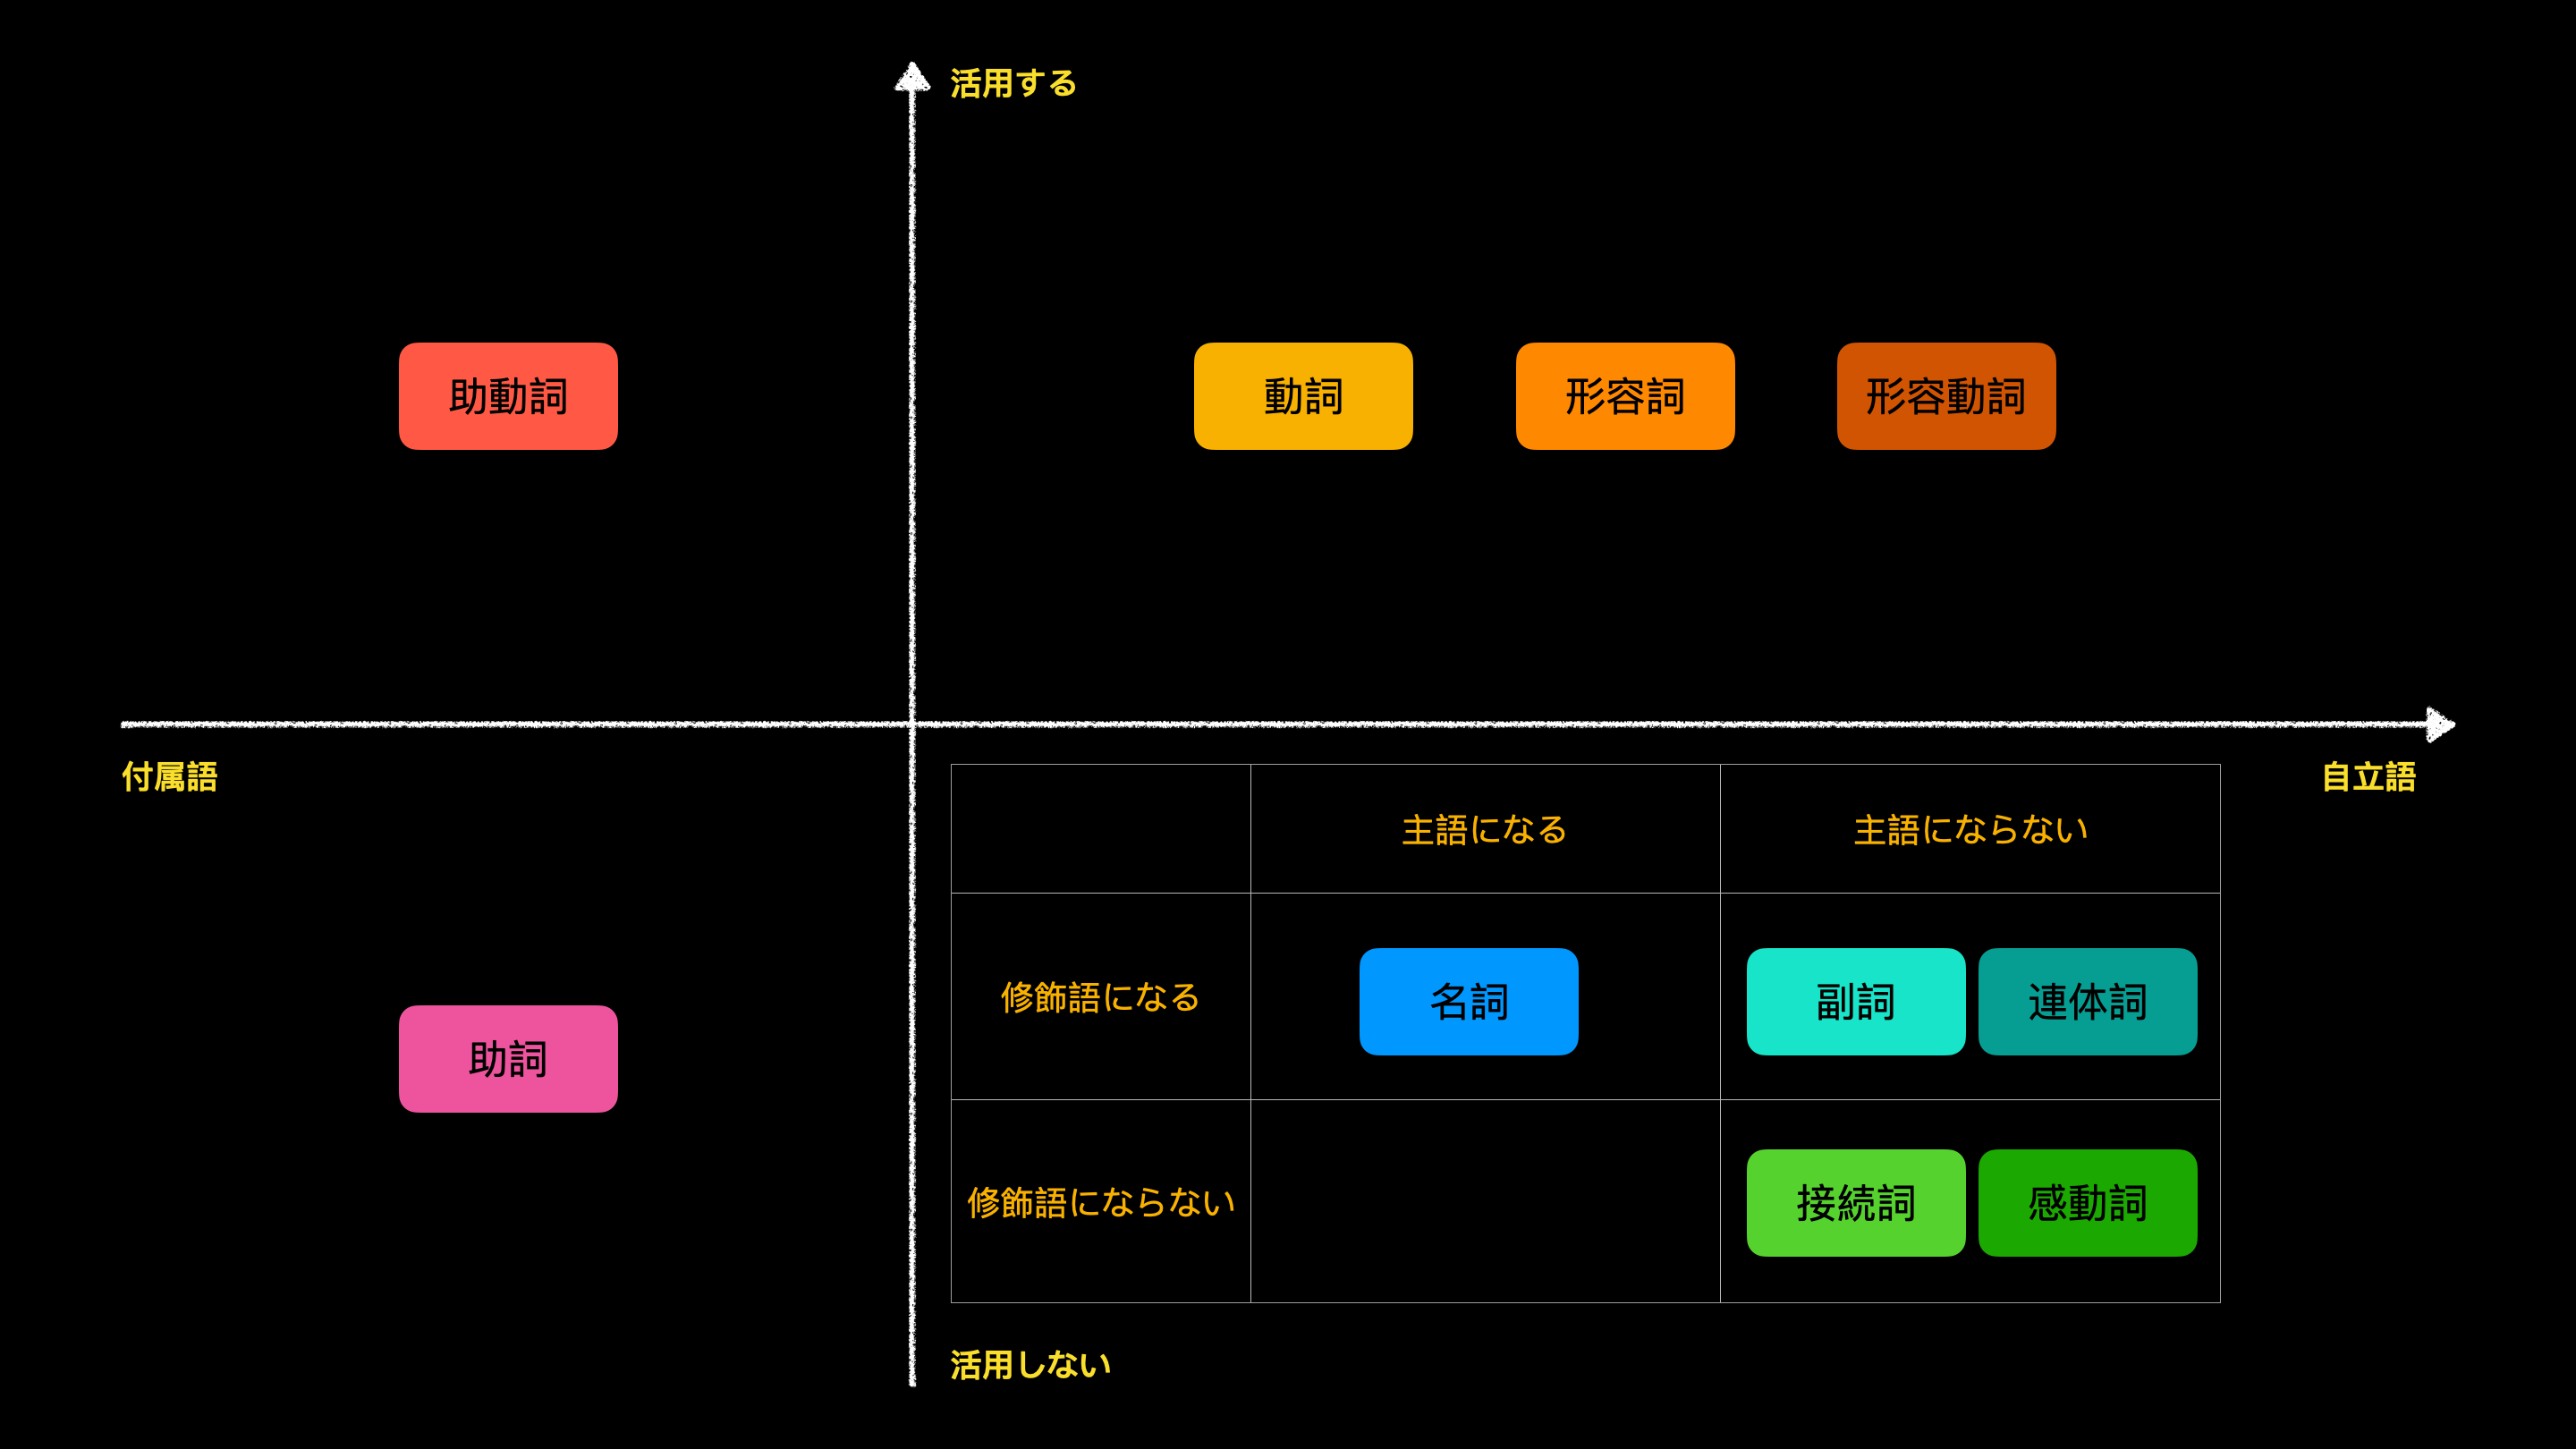 活用する
助動詞
動詞
形容詞
形容動詞
付属語
自立語
主語になる
主語にならない
修飾語になる
名詞
副詞
連体詞
助詞
修飾語にならない
接続詞
感動詞
活用しない